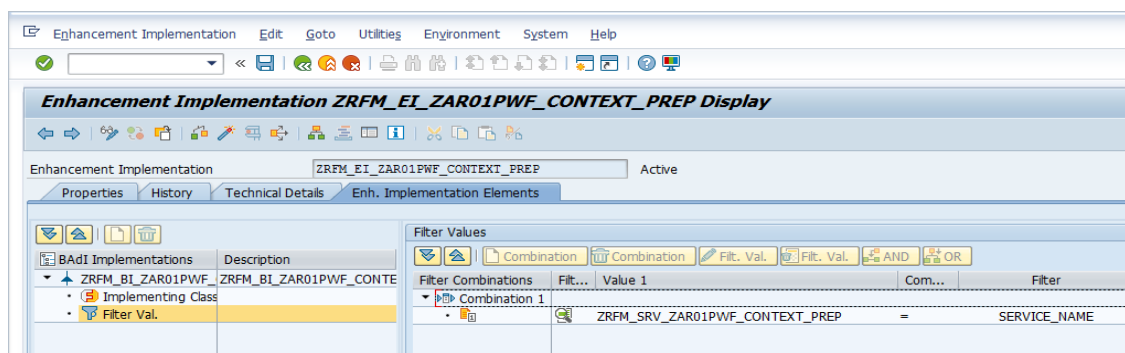 Enhancement Implementation Edit Goto Utilities Environment System Help
Enhancement Implementation ZRFM_EI_ZAR01PWF_CONTEXT_PREP Display
Enhancement Implementation ZRFM_EI_ZAR01PWF_CONTEXT_PREP Active
Properties History Technical Details Enh. Implementation Elements
Filter Values
Combination Combination Filt. Val. Filt. Val. AND OR
BAdI Implementations Description
Filter Combinations Filt... Value 1 Com... Filter
ZRFM_BI_ZAR01PWF_ ZRFM_BI_ZAR01PWF_CONTE
Combination 1
Implementing Class
Filter Val.
ZRFM_SRV_ZAR01PWF_CONTEXT_PREP = SERVICE_NAME